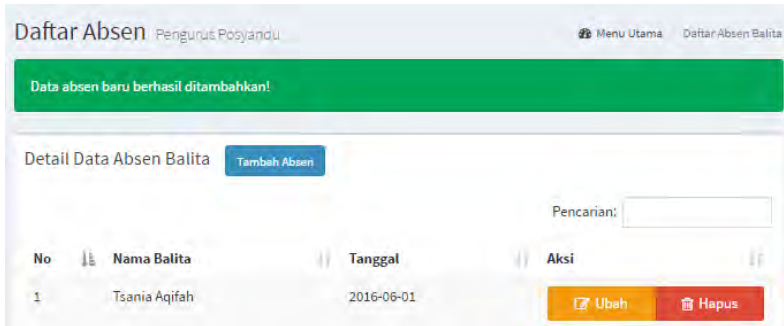 Daftar Absen Pengurus Posyandu
Menu Utama Daftar Absen Balita
Data absen baru berhasil ditambahkan!
Detail Data Absen Balita Tambah Absen
Pencarian:
No Nama Balita Tanggal Aksi
1 Tsania Aqifah 2016-06-01 Ubah Hapus